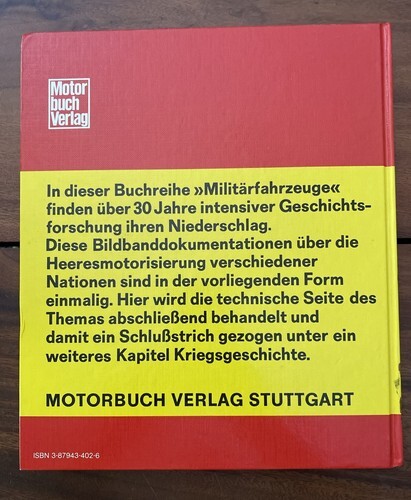 Motor
buch
Verlag
In dieser Buchreihe »Militärfahrzeuge«
finden über 30 Jahre intensiver Geschichts-
forschung ihren Niederschlag.
Diese Bildbanddokumentationen über die
Heeresmotorisierung verschiedener
Nationen sind in der vorliegenden Form
einmalig. Hier wird die technische Seite des
Themas abschließend behandelt und
damit ein Schlußstrich gezogen unter ein
weiteres Kapitel Kriegsgeschichte.
MOTORBUCH VERLAG STUTTGART
ISBN 3-87943-402-6